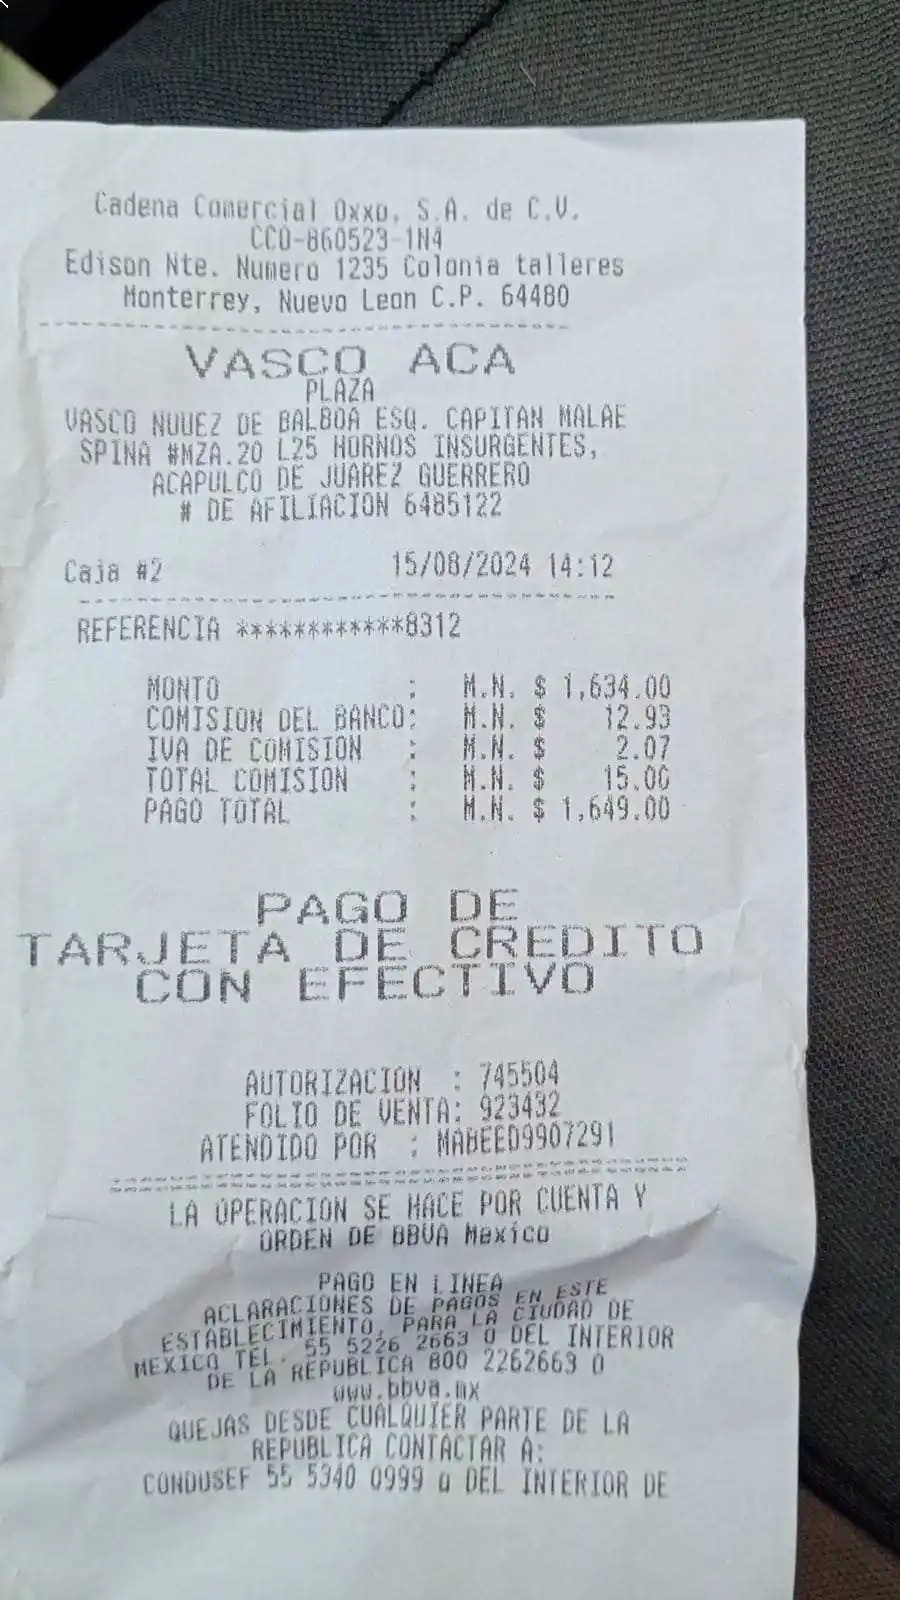 Cadena Comercial Oxxo, S.A. de C.V.
CCO-860523-1N4
Edison Nte. Numero 1235 Colonia talleres
Monterrey, Nuevo Leon C.P. 64480
VASCO ACA
PLAZA
VASCO NUUEZ DE BALBOA ESQ. CAPITAN MALAE
SPINA #MZA.20 L25 HORNOS INSURGENTES,
ACAPULCO DE JUAREZ GUERRERO
# DE AFILIACION 6485122
Caja #2 15/08/2024 14:12
REFERENCIA ************8312
MONTO : M.N. $ 1,634.00
COMISION DEL BANCO: M.N. $ 12.93
IVA DE COMISION : M.N. $ 2.07
TOTAL COMISION : M.N. $ 15.00
PAGO TOTAL : M.N. $ 1,649.00
PAGO DE
TARJETA DE CREDITO
CON EFECTIVO
AUTORIZACION : 745504
FOLIO DE VENTA: 923432
ATENDIDO POR : MABEED9907291
LA OPERACION SE HACE POR CUENTA Y
ORDEN DE BBVA Mexico
PAGO EN LINEA
ACLARACIONES DE PAGOS EN ESTE
ESTABLECIMIENTO, PARA LA CIUDAD DE
MEXICO TEL. 55 5226 2663 O DEL INTERIOR
DE LA REPUBLICA 800 2262663 O
www.bbva.mx
QUEJAS DESDE CUALQUIER PARTE DE LA
REPUBLICA CONTACTAR A:
CONDUSEF 55 5340 0999 o DEL INTERIOR DE